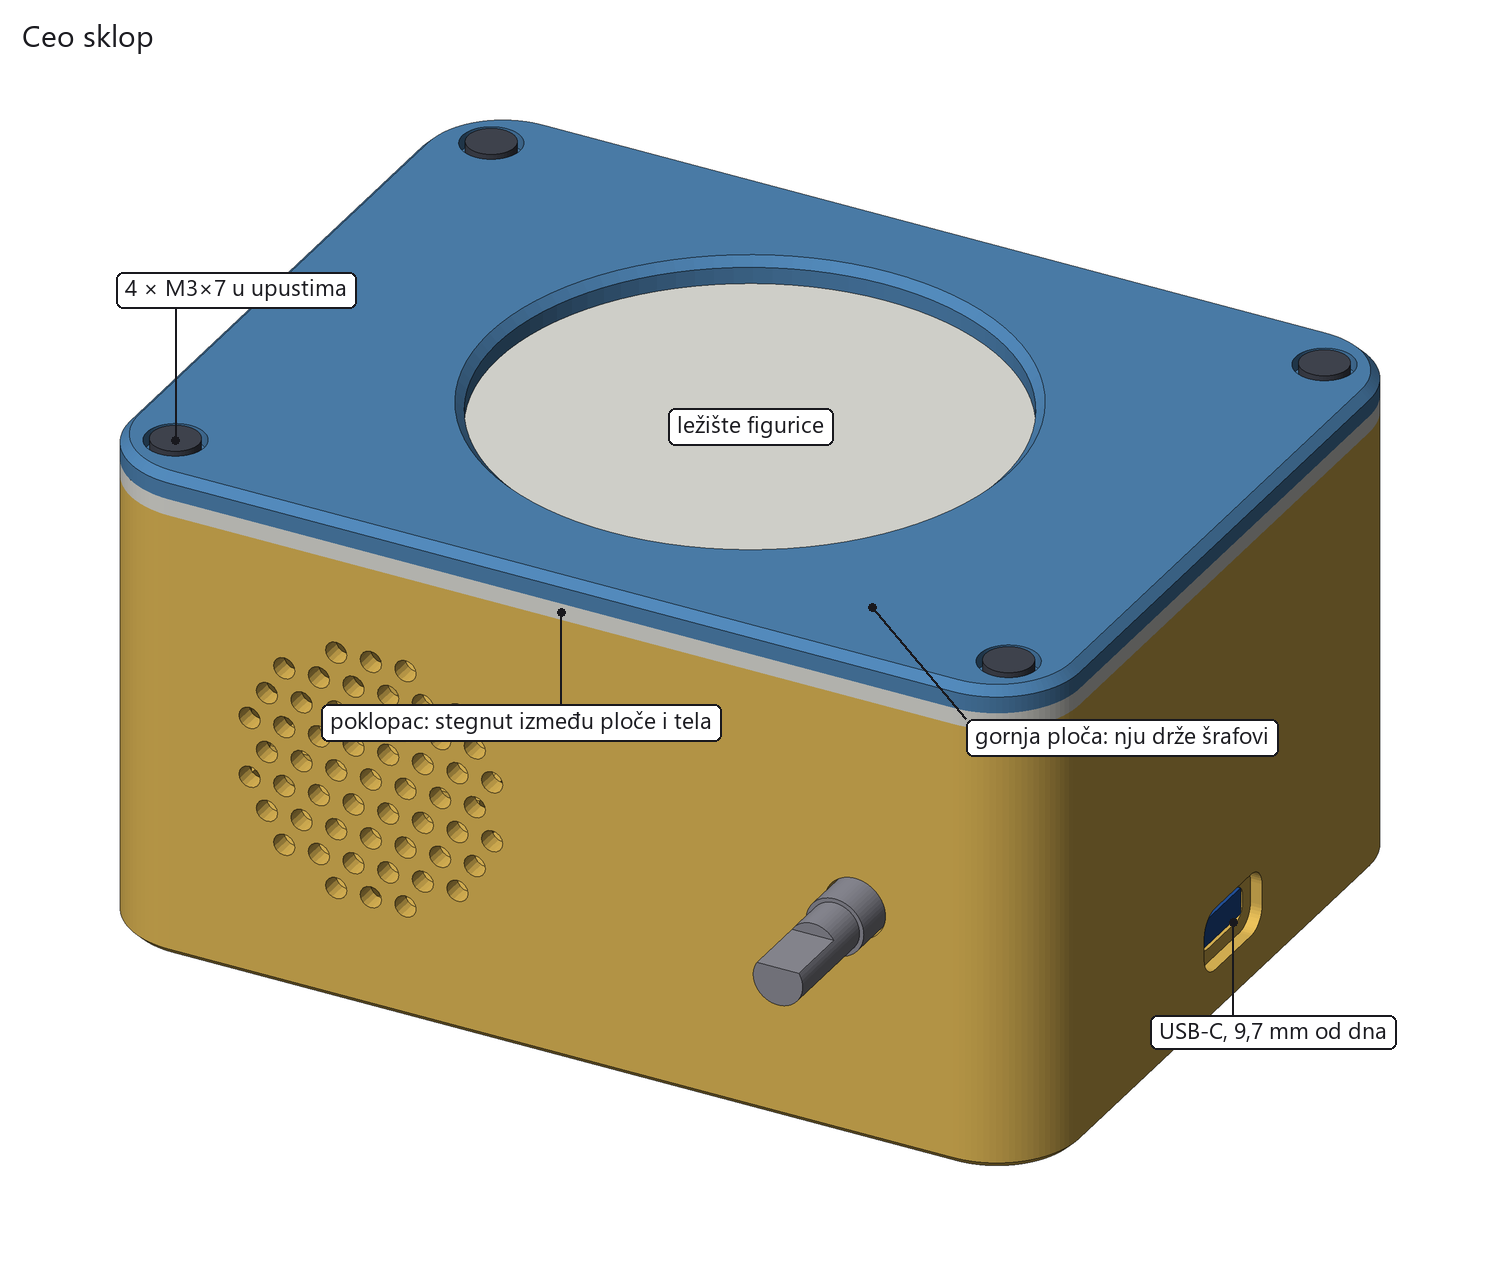 Ceo sklop
4 × M3×7 u upustima
ležište figurice
poklopac: stegnut između ploče i tela
gornja ploča: nju drže šrafovi
USB-C, 9,7 mm od dna